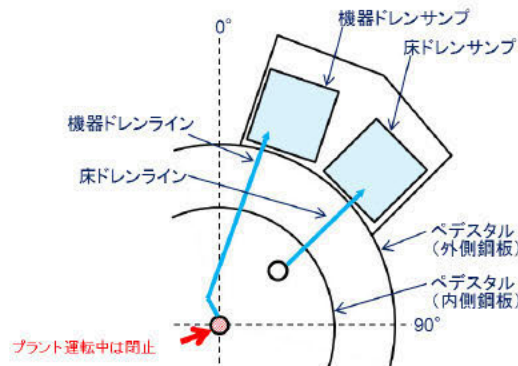 0°
機器ドレンサンプ
床ドレンサンプ
機器ドレンライン
床ドレンライン
ペデスタル
（外側鋼板）
ペデスタル
（内側鋼板）
90°
プラント運転中は閉止